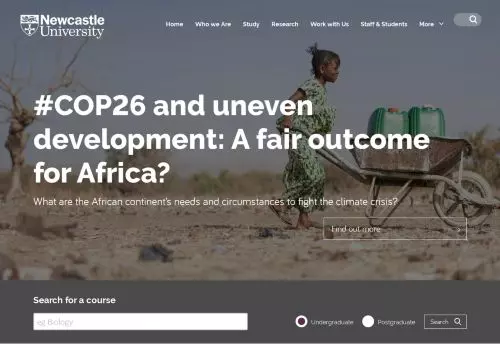 Newcastle
University
Home Who we Are Study Research Work with Us Staff & Students More
#COP26 and uneven
development: A fair outcome
for Africa?
What are the African continent's needs and circumstances to fight the climate crisis?
Find out more
Search for a course
eg Biology
Undergraduate Postgraduate Search